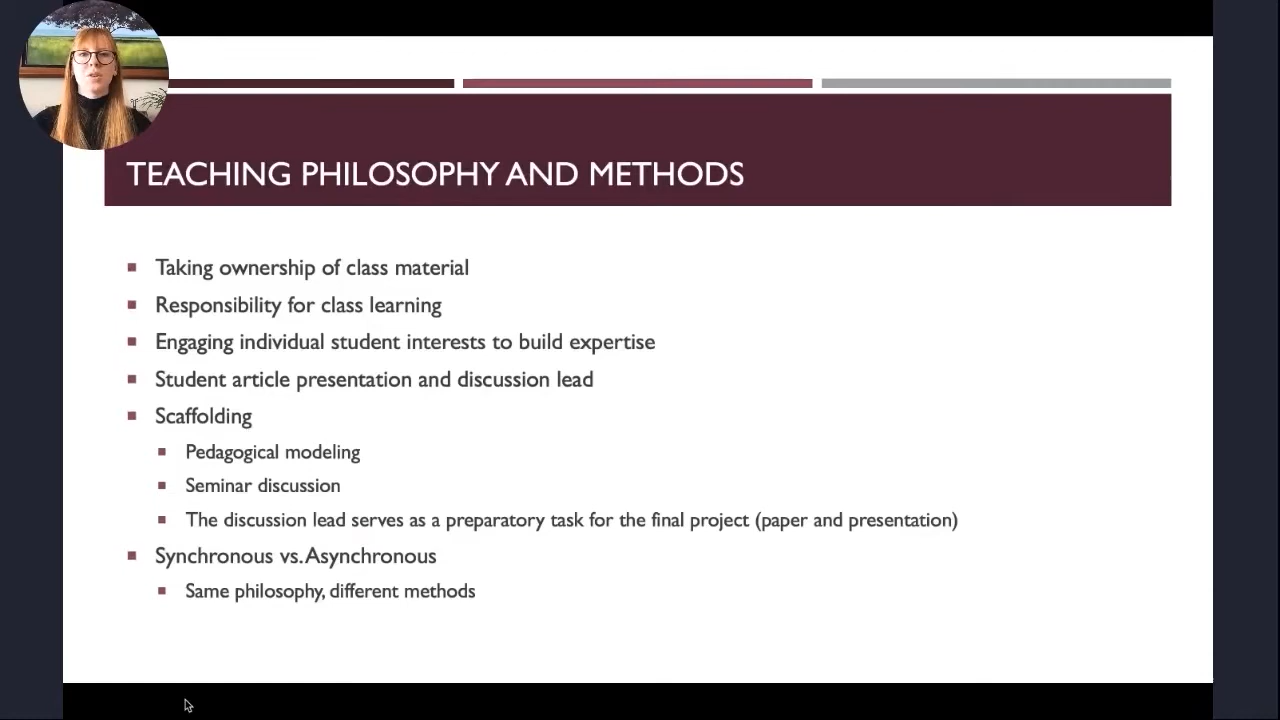 TEACHING PHILOSOPHY AND METHODS
Taking ownership of class material
Responsibility for class learning
Engaging individual student interests to build expertise
Student article presentation and discussion lead
Scaffolding
Pedagogical modeling
Seminar discussion
The discussion lead serves as a preparatory task for the final project (paper and presentation)
Synchronous vs. Asynchronous
Same philosophy, different methods